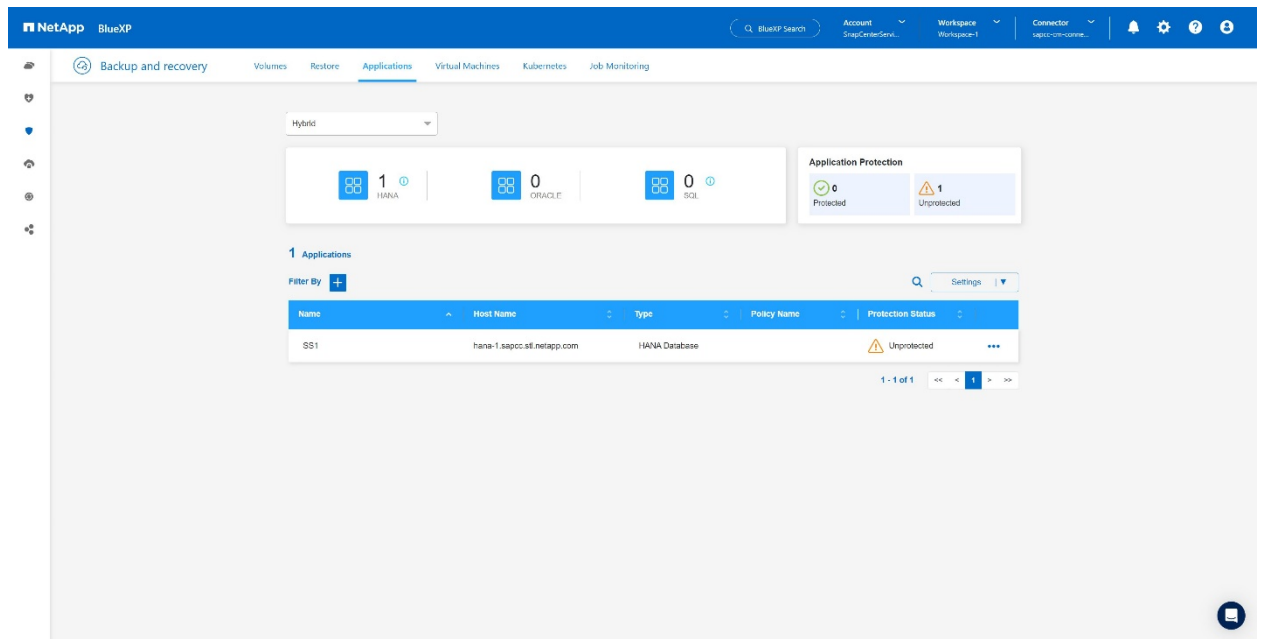 NetApp BlueXP
BlueXP Search
Account
SnapCenterServi...
Workspace
Workspace-1
Connector
sapcc-cm-conne...
Backup and recovery
Volumes Restore Applications Virtual Machines Kubernetes Job Monitoring
Hybrid
1
HANA
0
ORACLE
0
SQL
Application Protection
0
Protected
1
Unprotected
1 Applications
Filter By
Settings
Name Host Name Type Policy Name Protection Status
SS1 hana-1.sapcc.stl.netapp.com HANA Database Unprotected
1 - 1 of 1 << < 1 > >>